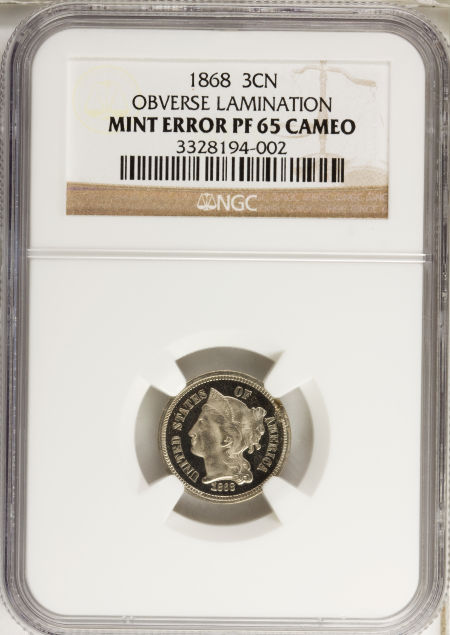 1868 3CN
OBVERSE LAMINATION
MINT ERROR PF 65 CAMEO
3328194-002
NGC
UNITED STATES OF AMERICA
1868